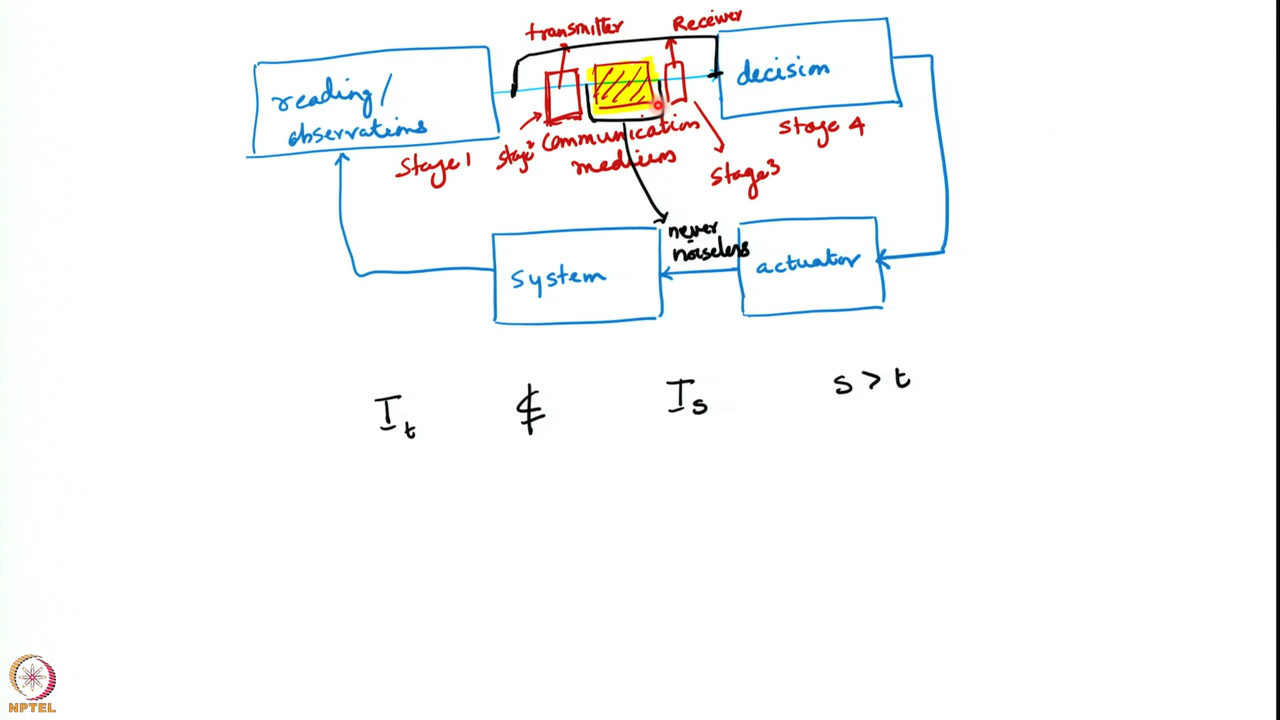 transmitter
Receiver
reading/
observations
decision
stage 1
stage 2
communication
medium
stage 3
stage 4
never
noiseless
system
actuator
I_t ⊄ I_s s > t
NPTEL